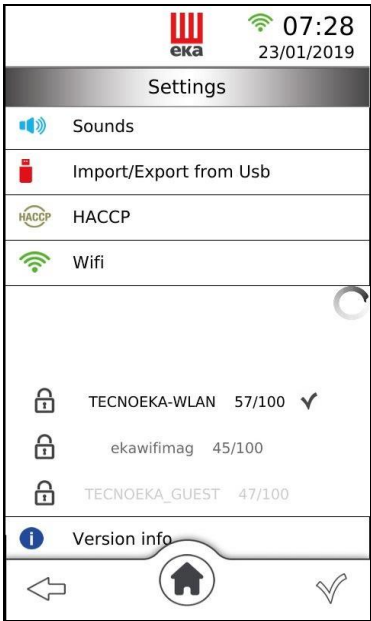 eka
07:28
23/01/2019
Settings
Sounds
Import/Export from Usb
HACCP HACCP
Wifi
TECNOEKA-WLAN 57/100
ekawifimag 45/100
TECNOEKA_GUEST 47/100
i Version info